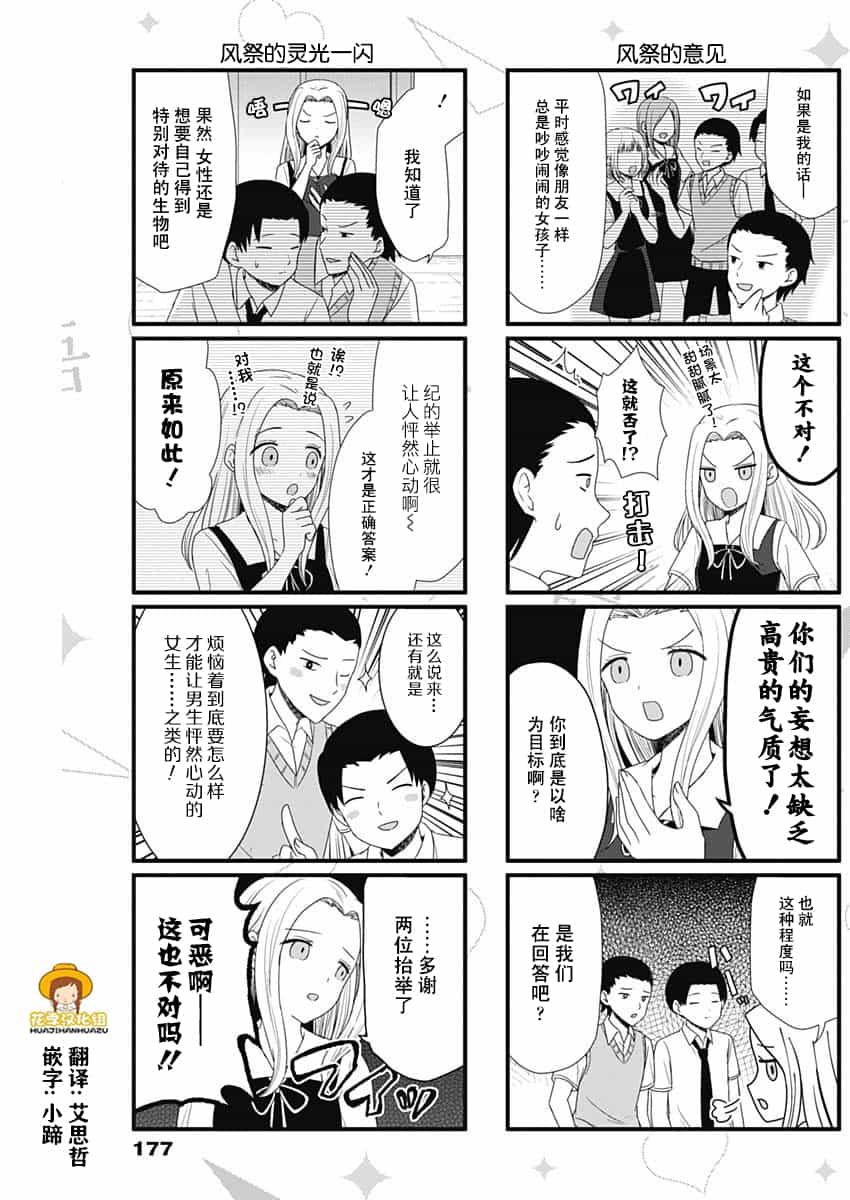 风祭的意见
如果是我的话—
ワィ
ワィ
平时感觉像朋友一样
总是吵吵闹闹的女孩子……
这个不对！
场景太
甜甜腻腻了！
这就否了!?
打击！
你们的妄想太缺乏
高贵的气质了！
你到底是以啥
为目标啊？
也就
这种程度吗…
是我们
在回答吧？
风祭的灵光一闪
！
唔——嗯
我知道
了
果然 女性还是
想要自己得到
特别对待的生物吧
纪的举止就很
让人怦然心动啊～
这才是正确答案！
诶!?
也就是说
对我……!?
原来如此！
这么说来…
还有就是
烦恼着到底要怎么样
才能让男生怦然心动的
女生……之类的！
……多谢
两位抬举了
可恶啊——
这也不对吗!!
花学汉化组
HUAJIHANHUAZU
翻译：艾思哲
嵌字：小蹄
177